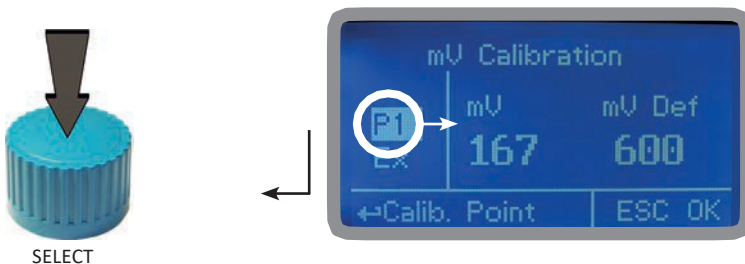 mV Calibration
P1 mV mV Def
Ex 167 600
↩Calib. Point ESC OK
SELECT